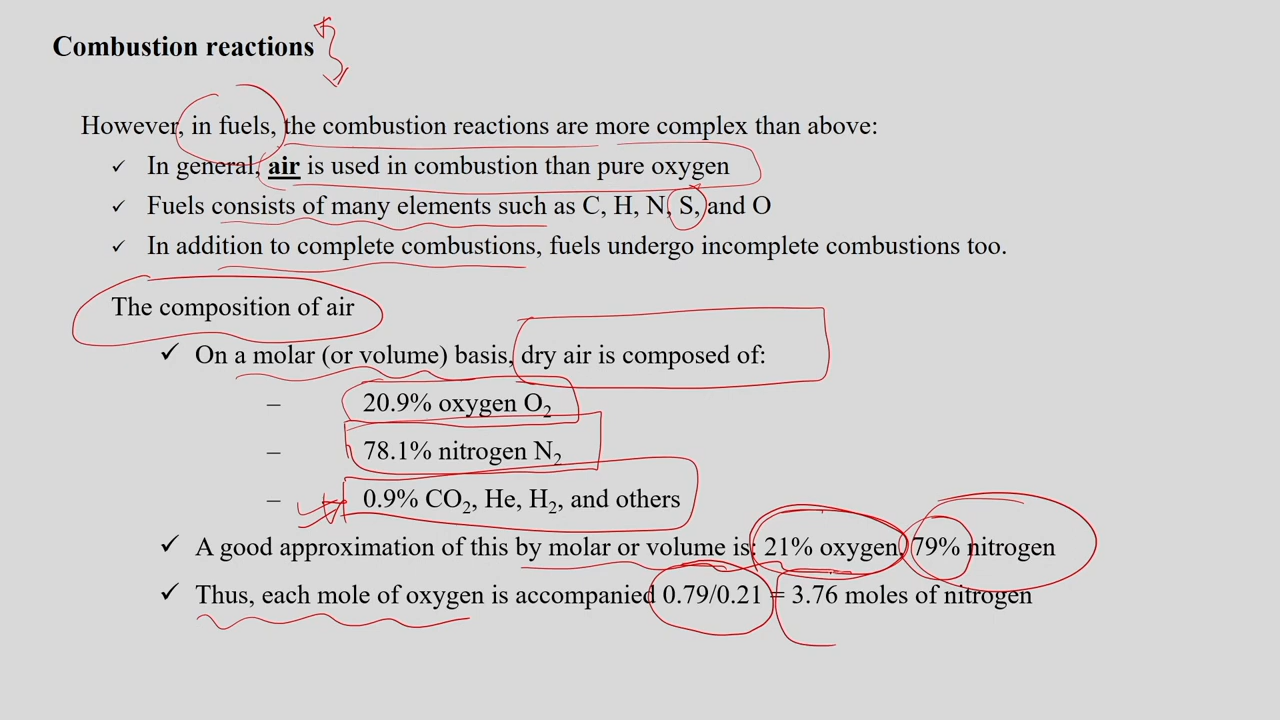 Combustion reactions
However, in fuels, the combustion reactions are more complex than above:
✓ In general, air is used in combustion than pure oxygen
✓ Fuels consists of many elements such as C, H, N, S, and O
✓ In addition to complete combustions, fuels undergo incomplete combustions too.
The composition of air
✓ On a molar (or volume) basis, dry air is composed of:
– 20.9% oxygen O₂
– 78.1% nitrogen N₂
– 0.9% CO₂, He, H₂, and others
✓ A good approximation of this by molar or volume is: 21% oxygen, 79% nitrogen
✓ Thus, each mole of oxygen is accompanied 0.79/0.21 = 3.76 moles of nitrogen